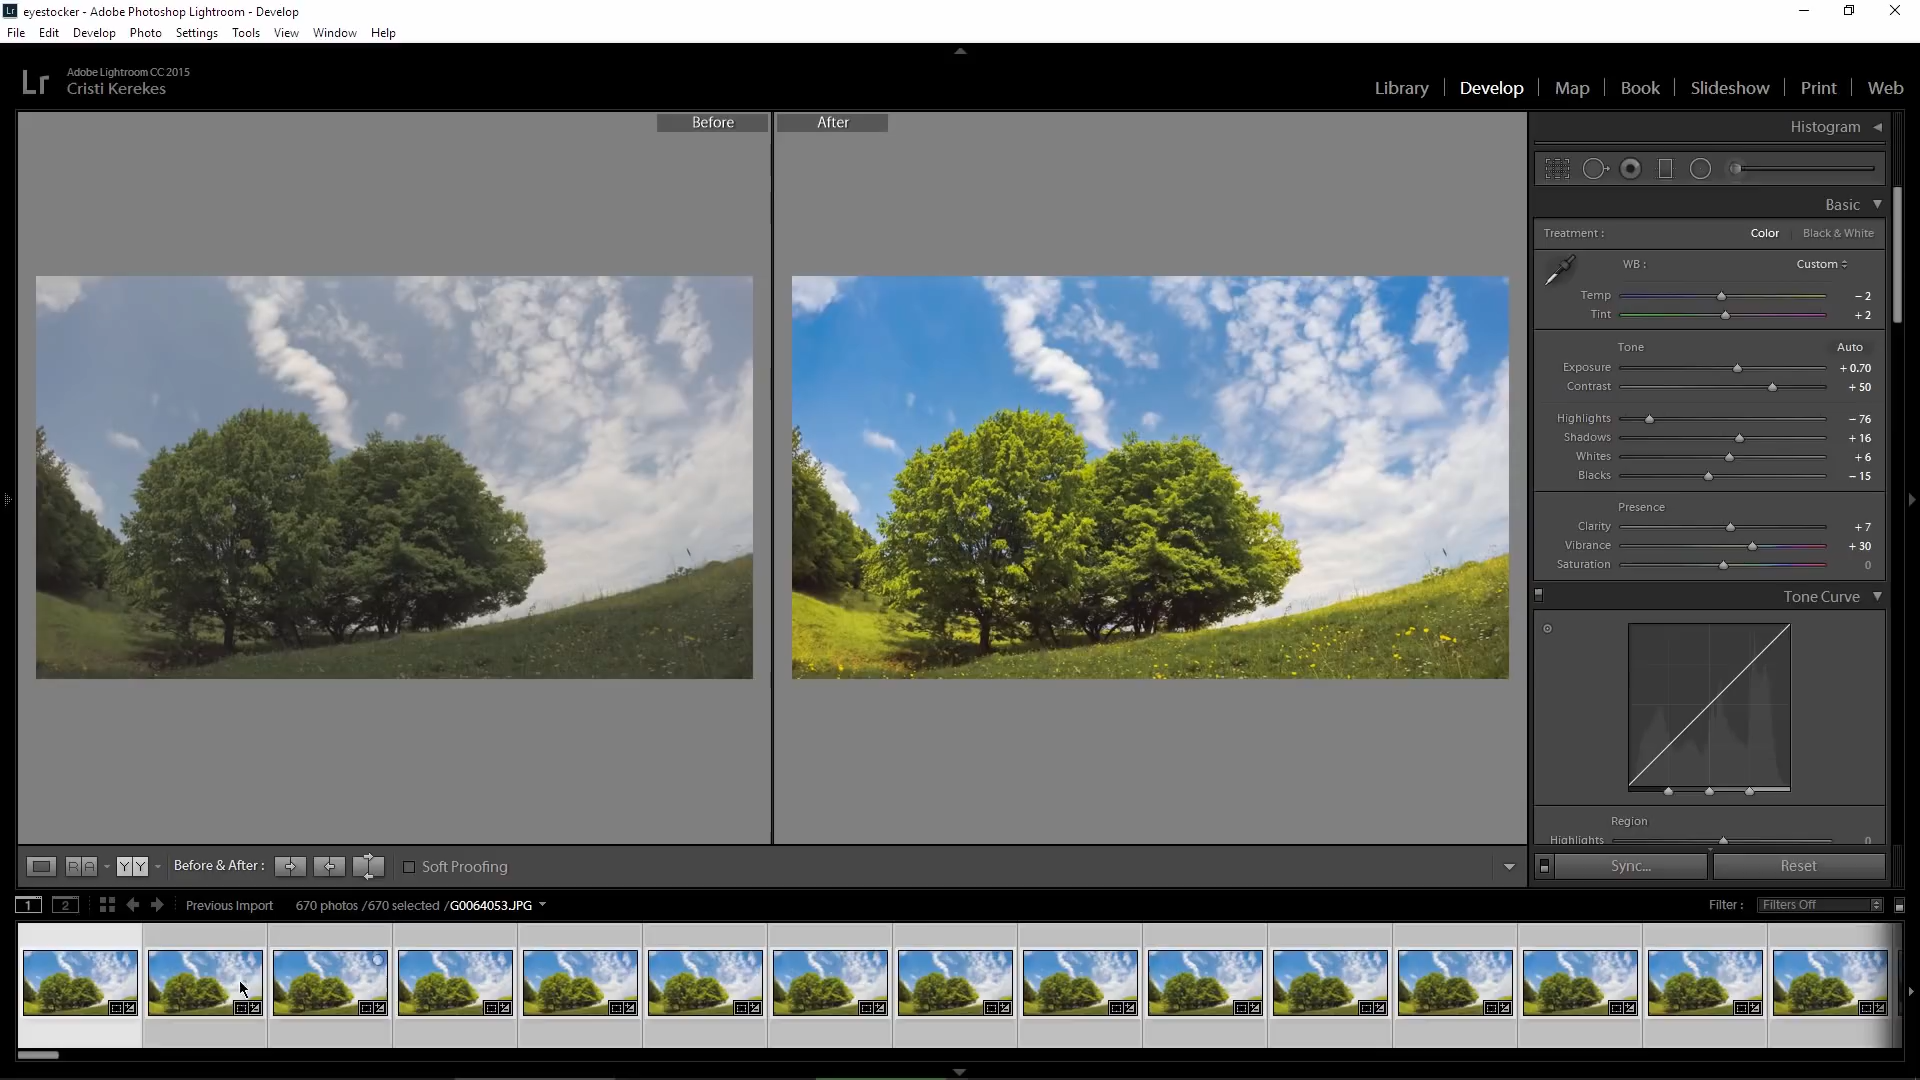 Lr eyestocker - Adobe Photoshop Lightroom - Develop
File Edit Develop Photo Settings Tools View Window Help
Lr Adobe Lightroom CC 2015
Cristi Kerekes
Library Develop Map Book Slideshow Print Web
Before After
Histogram
Basic
Treatment : Color Black & White
WB : Custom
Temp − 2
Tint + 2
Tone Auto
Exposure + 0.70
Contrast + 50
Highlights − 76
Shadows + 16
Whites + 6
Blacks − 15
Presence
Clarity + 7
Vibrance + 30
Saturation 0
Tone Curve
Region
Highlights 0
R A Y Y Before & After : Soft Proofing Sync... Reset
1 2 Previous Import 670 photos /670 selected /G0064053.JPG Filter : Filters Off